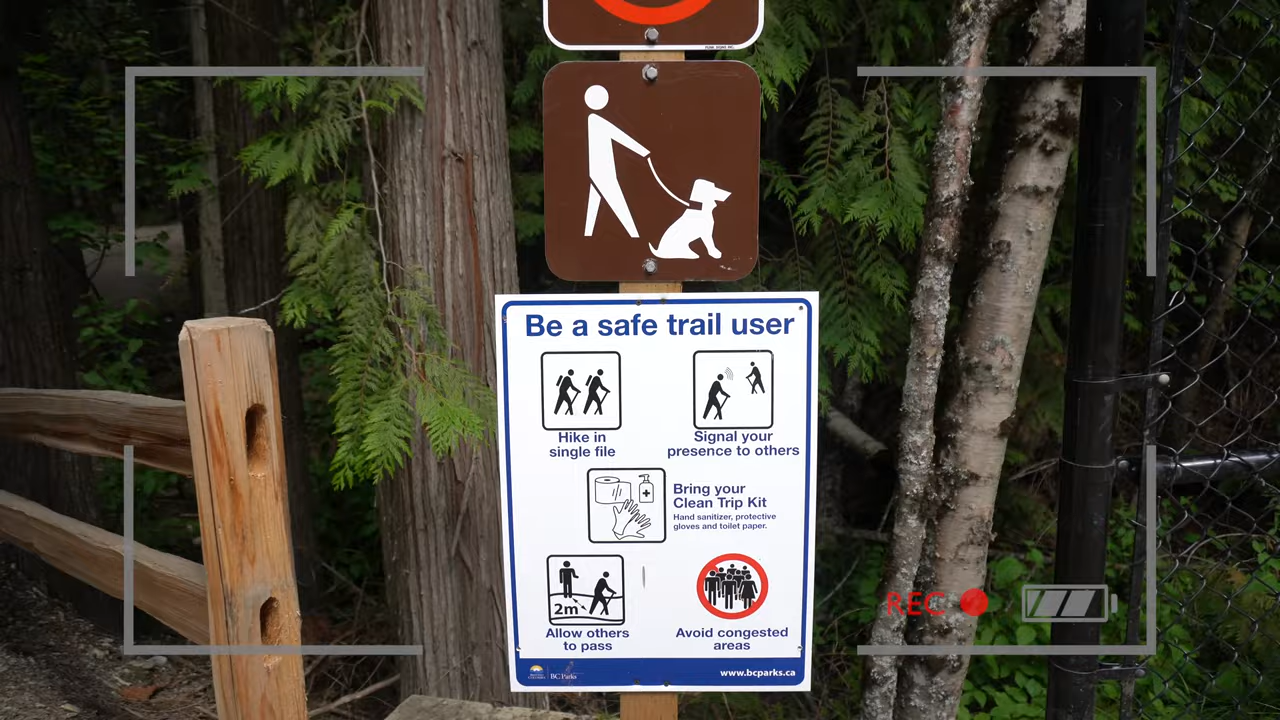 Be a safe trail user
Hike in
single file
Signal your
presence to others
Bring your
Clean Trip Kit
Hand sanitizer, protective
gloves and toilet paper.
2m
Allow others
to pass
Avoid congested
areas
BC Parks
www.bcparks.ca
REC